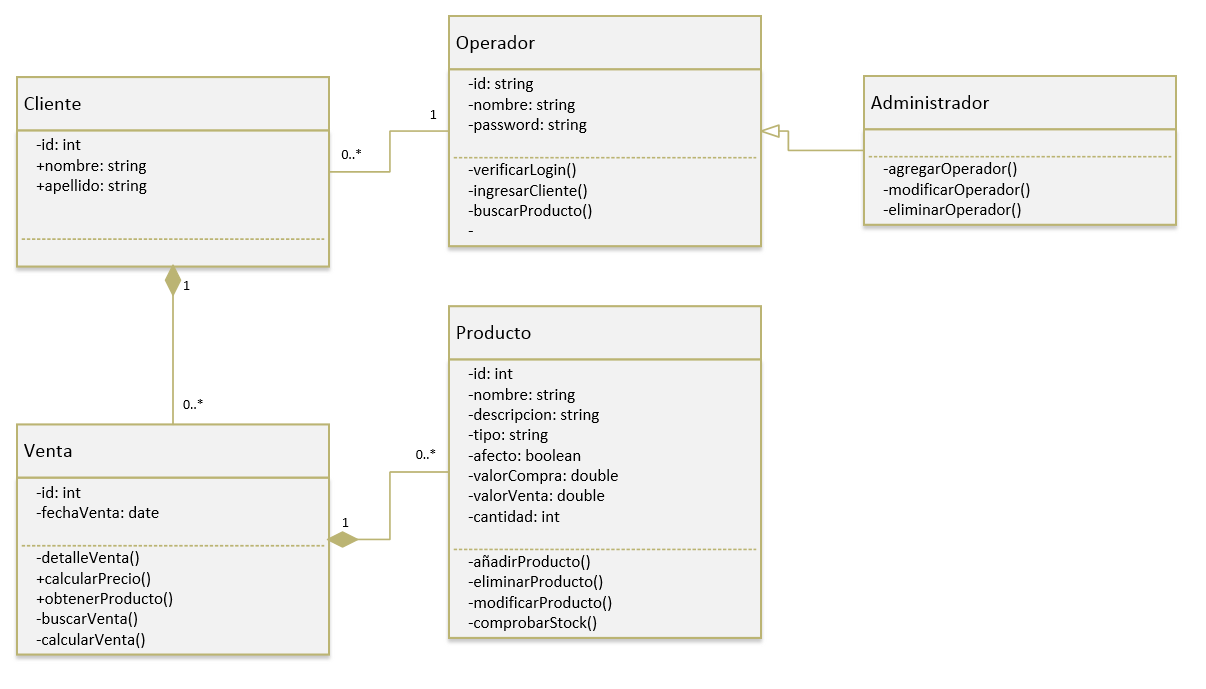 Operador
-id: string
-nombre: string
-password: string
-verificarLogin()
-ingresarCliente()
-buscarProducto()
-
Cliente
-id: int
+nombre: string
+apellido: string
1
0..*
Administrador
-agregarOperador()
-modificarOperador()
-eliminarOperador()
1
0..*
Producto
-id: int
-nombre: string
-descripcion: string
-tipo: string
-afecto: boolean
-valorCompra: double
-valorVenta: double
-cantidad: int
-añadirProducto()
-eliminarProducto()
-modificarProducto()
-comprobarStock()
Venta
-id: int
-fechaVenta: date
-detalleVenta()
+calcularPrecio()
+obtenerProducto()
-buscarVenta()
-calcularVenta()
0..*
1